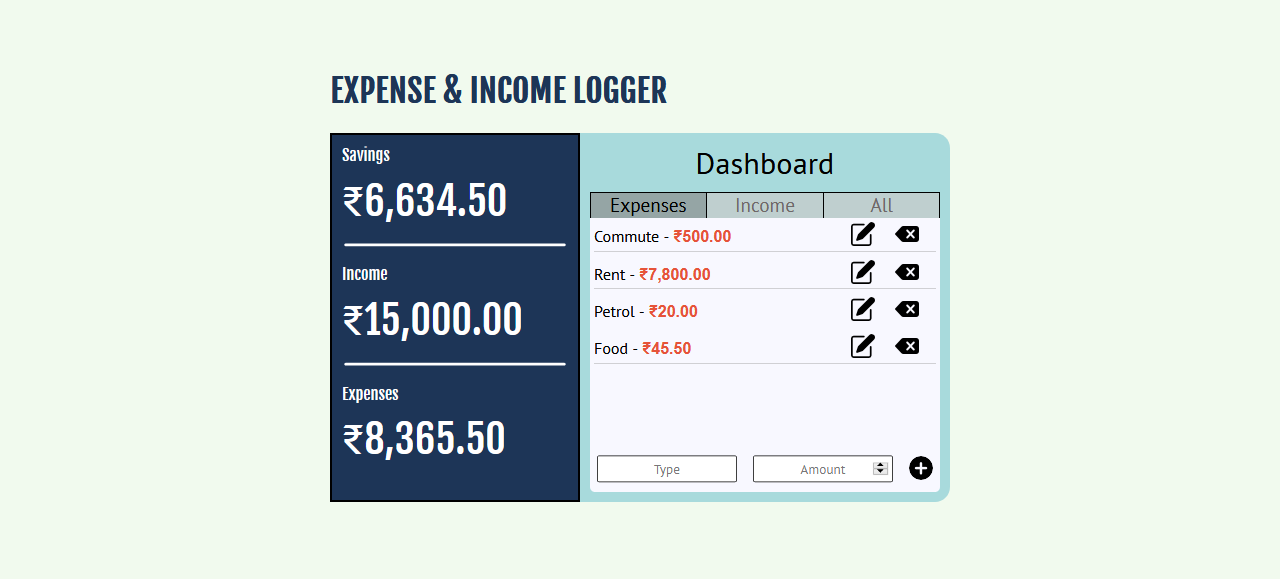 EXPENSE & INCOME LOGGER
Savings
₹6,634.50
Income
₹15,000.00
Expenses
₹8,365.50
Dashboard
Expenses Income All
Commute - ₹500.00
Rent - ₹7,800.00
Petrol - ₹20.00
Food - ₹45.50
Type Amount